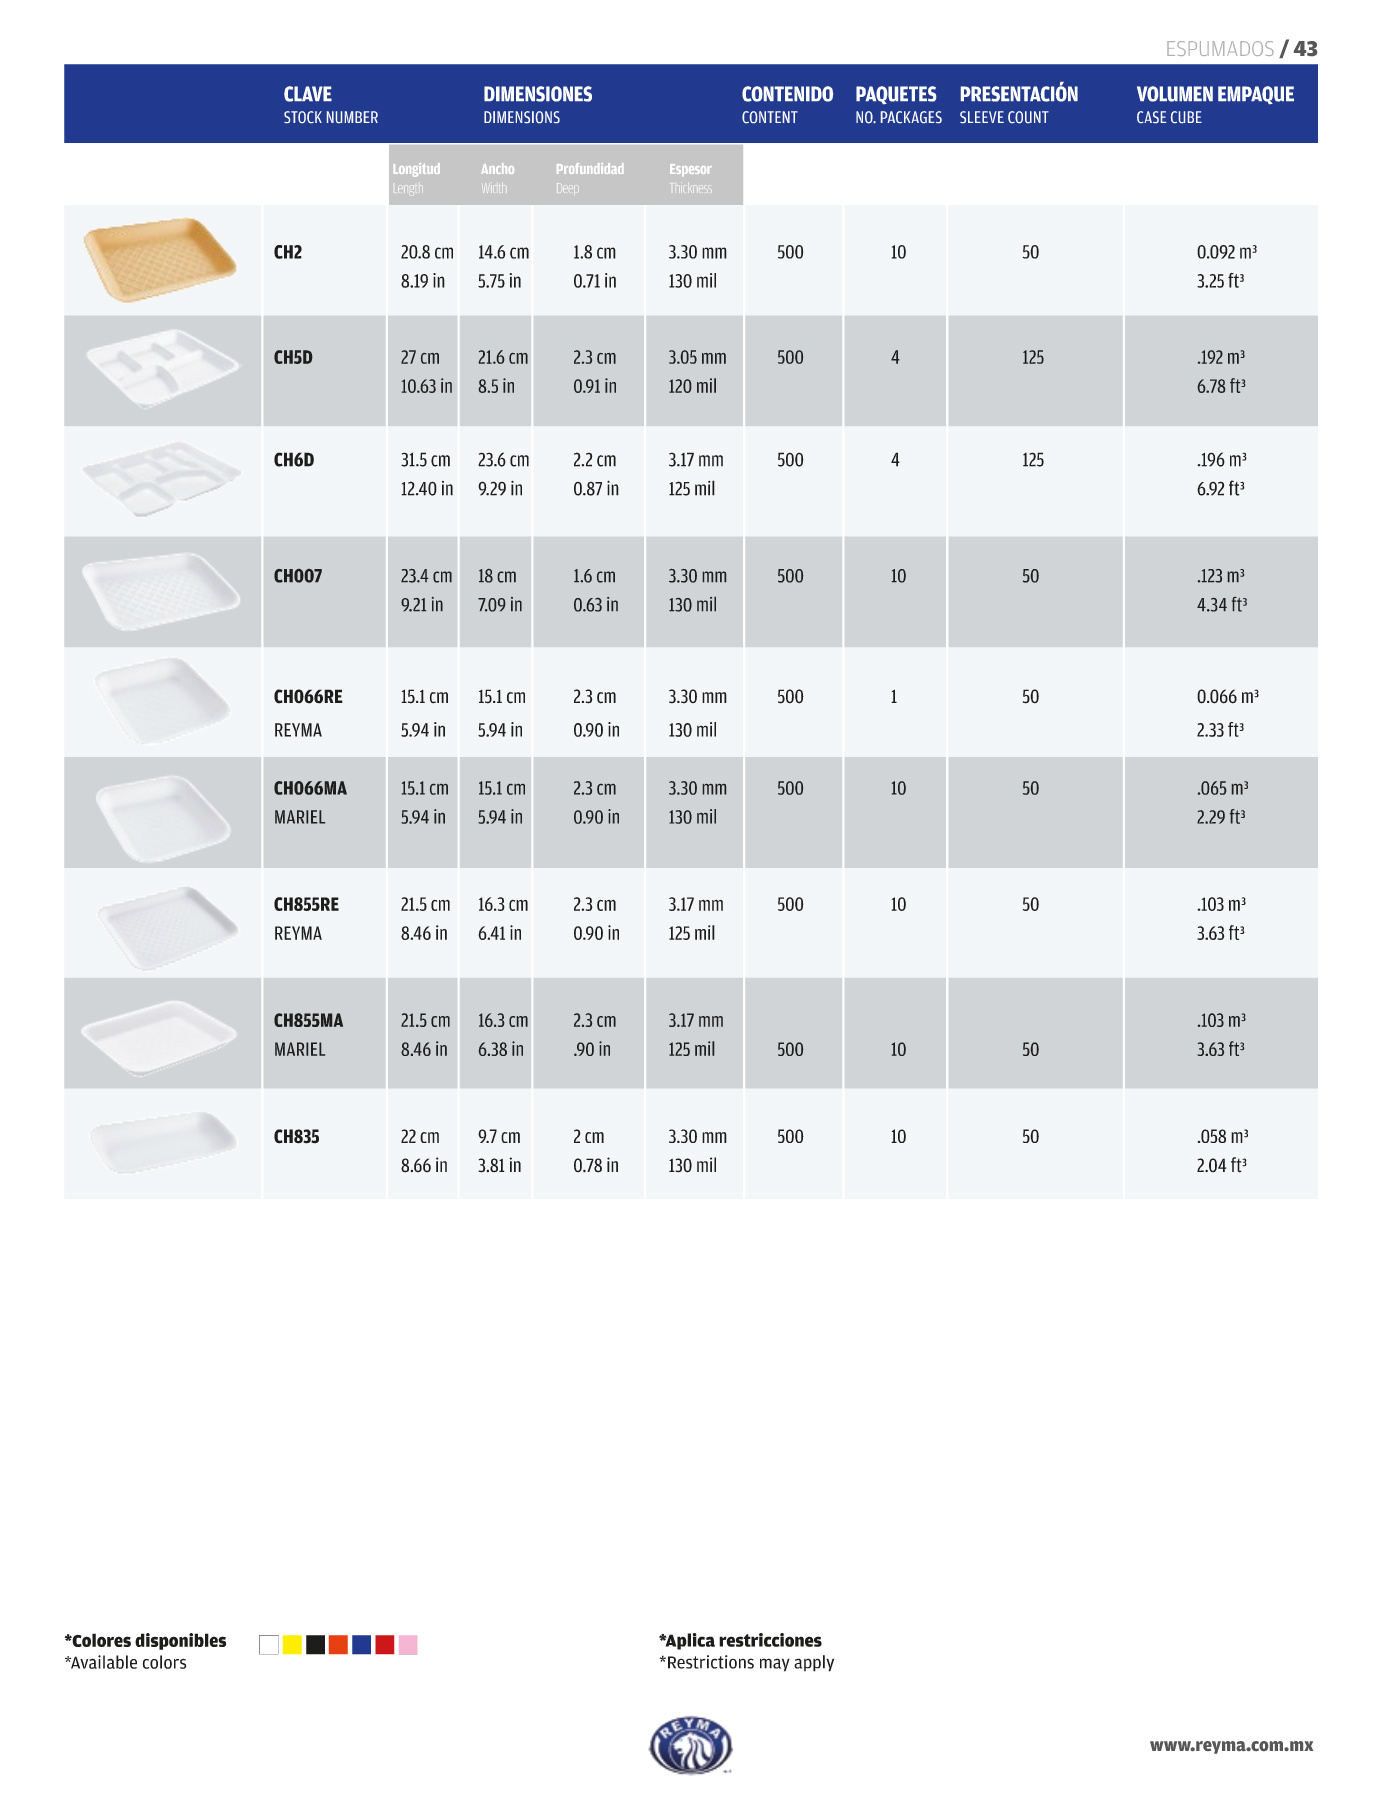 ESPUMADOS / 43
CLAVE DIMENSIONES CONTENIDO PAQUETES PRESENTACIÓN VOLUMEN EMPAQUE
STOCK NUMBER DIMENSIONS CONTENT NO. PACKAGES SLEEVE COUNT CASE CUBE
Longitud Ancho Profundidad Espesor
Length Width Deep Thickness
CH2 20.8 cm 14.6 cm 1.8 cm 3.30 mm 500 10 50 0.092 m³
8.19 in 5.75 in 0.71 in 130 mil 3.25 ft³
CH5D 27 cm 21.6 cm 2.3 cm 3.05 mm 500 4 125 .192 m³
10.63 in 8.5 in 0.91 in 120 mil 6.78 ft³
CH6D 31.5 cm 23.6 cm 2.2 cm 3.17 mm 500 4 125 .196 m³
12.40 in 9.29 in 0.87 in 125 mil 6.92 ft³
CH007 23.4 cm 18 cm 1.6 cm 3.30 mm 500 10 50 .123 m³
9.21 in 7.09 in 0.63 in 130 mil 4.34 ft³
CH066RE 15.1 cm 15.1 cm 2.3 cm 3.30 mm 500 1 50 0.066 m³
REYMA 5.94 in 5.94 in 0.90 in 130 mil 2.33 ft³
CH066MA 15.1 cm 15.1 cm 2.3 cm 3.30 mm 500 10 50 .065 m³
MARIEL 5.94 in 5.94 in 0.90 in 130 mil 2.29 ft³
CH855RE 21.5 cm 16.3 cm 2.3 cm 3.17 mm 500 10 50 .103 m³
REYMA 8.46 in 6.41 in 0.90 in 125 mil 3.63 ft³
CH855MA 21.5 cm 16.3 cm 2.3 cm 3.17 mm .103 m³
MARIEL 8.46 in 6.38 in .90 in 125 mil 500 10 50 3.63 ft³
CH835 22 cm 9.7 cm 2 cm 3.30 mm 500 10 50 .058 m³
8.66 in 3.81 in 0.78 in 130 mil 2.04 ft³
*Colores disponibles *Aplica restricciones
*Available colors *Restrictions may apply
REYMA
www.reyma.com.mx